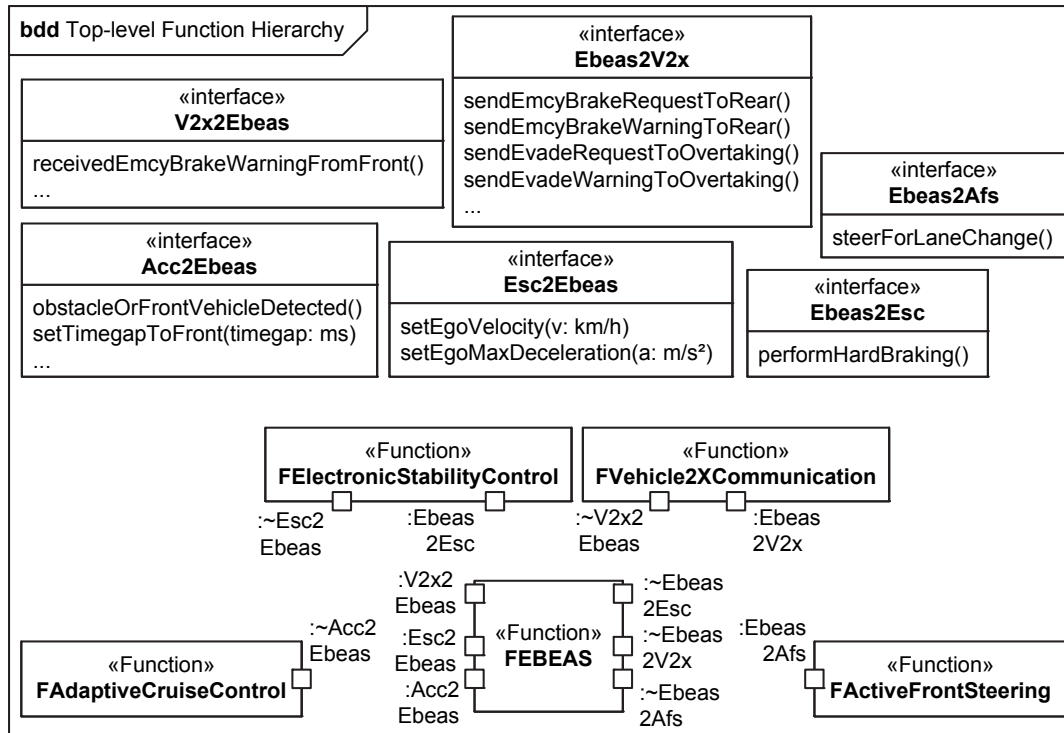 bdd Top-level Function Hierarchy
«interface»
V2x2Ebeas
receivedEmcyBrakeWarningFromFront()
...
«interface»
Ebeas2V2x
sendEmcyBrakeRequestToRear()
sendEmcyBrakeWarningToRear()
sendEvadeRequestToOvertaking()
sendEvadeWarningToOvertaking()
...
«interface»
Ebeas2Afs
steerForLaneChange()
«interface»
Acc2Ebeas
obstacleOrFrontVehicleDetected()
setTimegapToFront(timegap: ms)
...
«interface»
Esc2Ebeas
setEgoVelocity(v: km/h)
setEgoMaxDeceleration(a: m/s²)
«interface»
Ebeas2Esc
performHardBraking()
«Function»
FElectronicStabilityControl
:~Esc2
Ebeas
:Ebeas
2Esc
«Function»
FVehicle2XCommunication
:~V2x2
Ebeas
:Ebeas
2V2x
«Function»
FAdaptiveCruiseControl
:~Acc2
Ebeas
:V2x2
Ebeas
:Esc2
Ebeas
:Acc2
Ebeas
«Function»
FEBEAS
:~Ebeas
2Esc
:~Ebeas
2V2x
:~Ebeas
2Afs
:Ebeas
2Afs
«Function»
FActiveFrontSteering